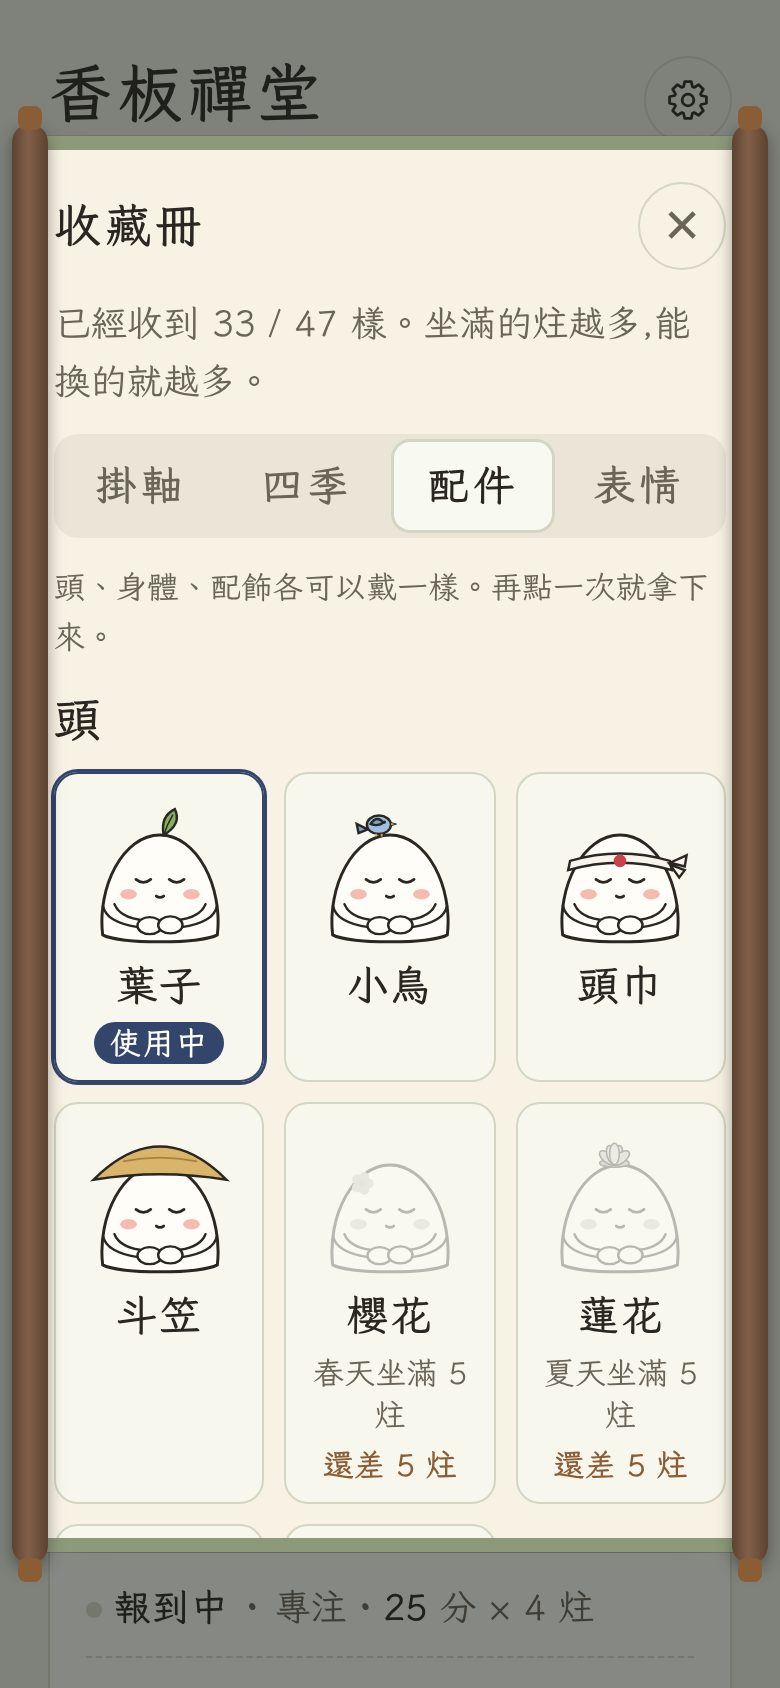 香板禪堂
收藏冊
已經收到 33 / 47 樣。坐滿的炷越多,能
換的就越多。
掛軸 四季 配件 表情
頭、身體、配飾各可以戴一樣。再點一次就拿下
來。
頭
葉子 小鳥 頭巾
使用中
斗笠 櫻花 蓮花
春天坐滿 5
炷
夏天坐滿 5
炷
還差 5 炷 還差 5 炷
報到中 · 專注 · 25 分 × 4 炷